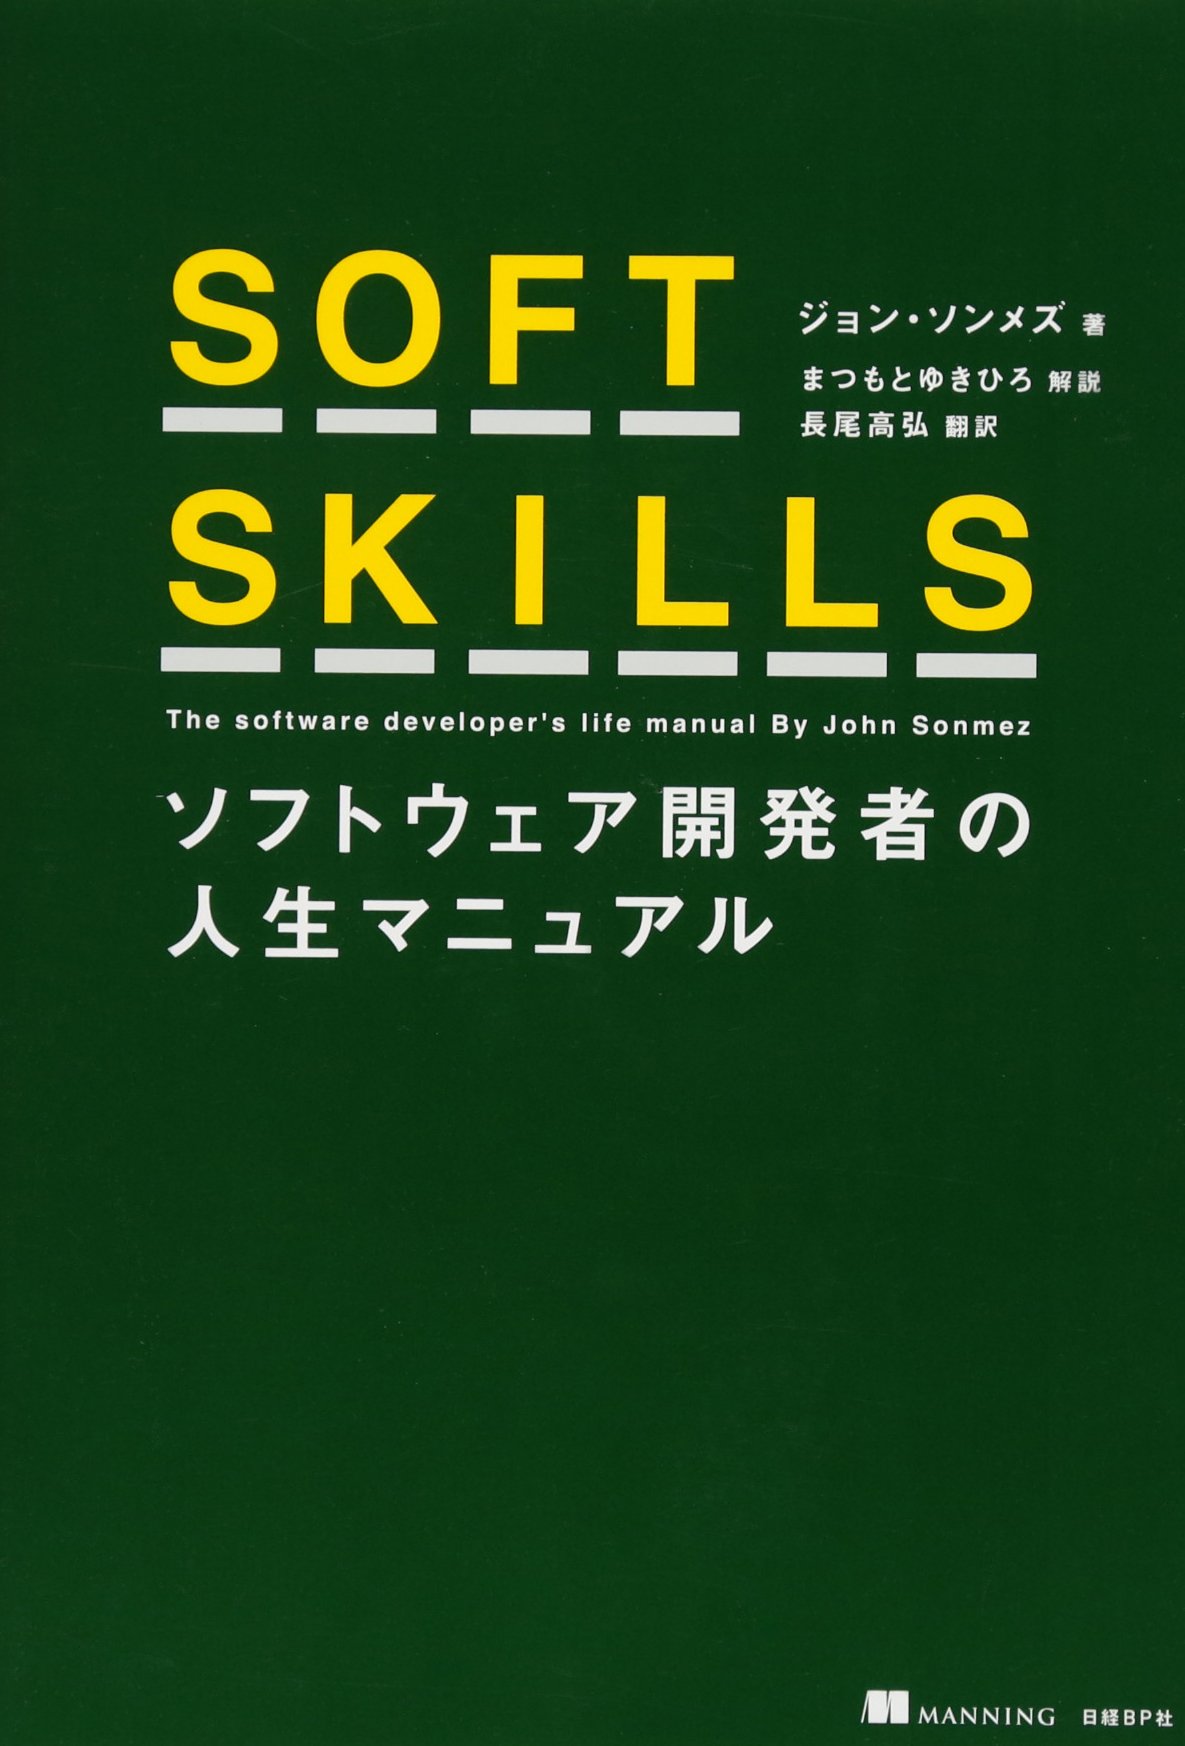 SOFT
ジョン・ソンメズ 著
まつもとゆきひろ 解説
長尾高弘 翻訳
SKILLS
The software developer's life manual By John Sonmez
ソフトウェア開発者の
人生マニュアル
MANNING 日経BP社